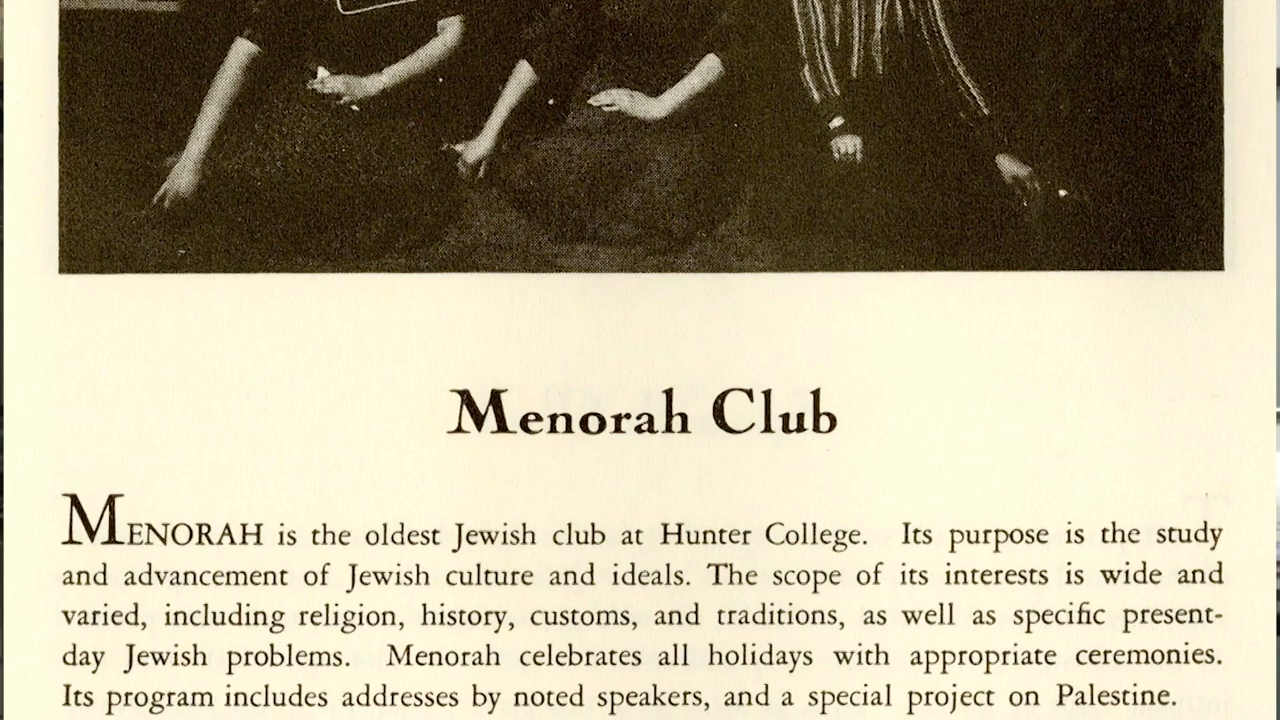 Menorah Club
MENORAH is the oldest Jewish club at Hunter College. Its purpose is the study
and advancement of Jewish culture and ideals. The scope of its interests is wide and
varied, including religion, history, customs, and traditions, as well as specific present-
day Jewish problems. Menorah celebrates all holidays with appropriate ceremonies.
Its program includes addresses by noted speakers, and a special project on Palestine.